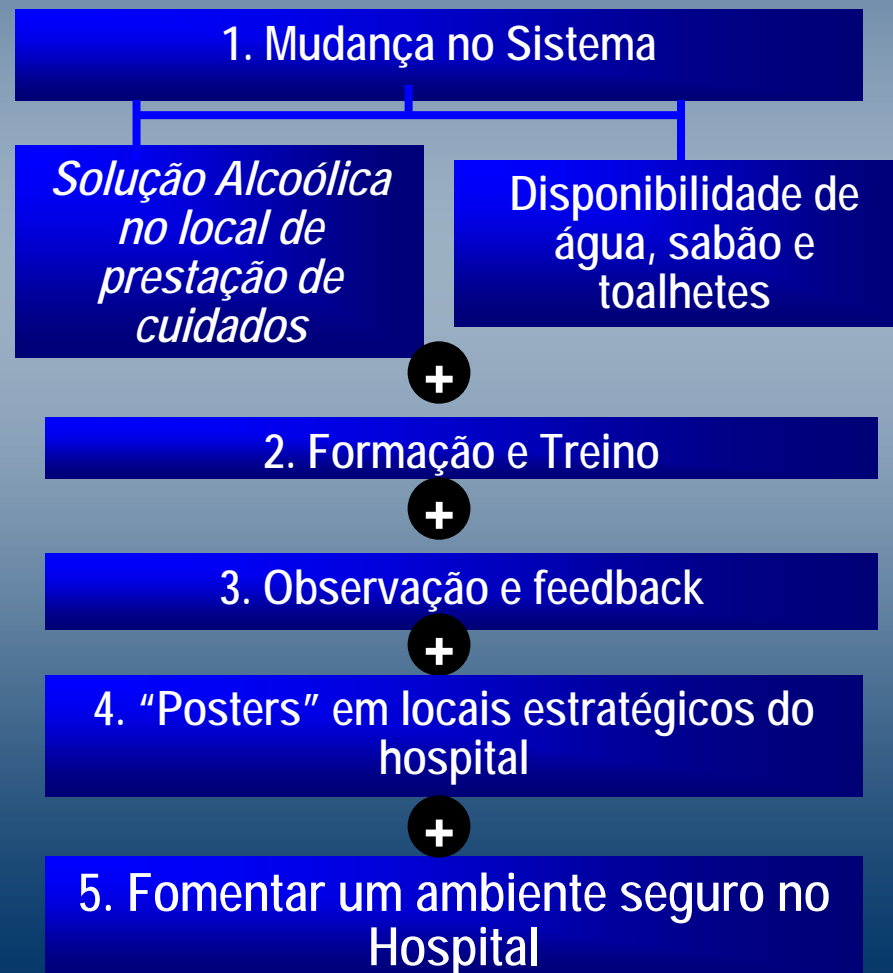 1. Mudança no Sistema
Solução Alcoólica
no local de
prestação de
cuidados
Disponibilidade de
água, sabão e
toalhetes
+
2. Formação e Treino
+
3. Observação e feedback
+
4. “Posters” em locais estratégicos do
hospital
+
5. Fomentar um ambiente seguro no
Hospital